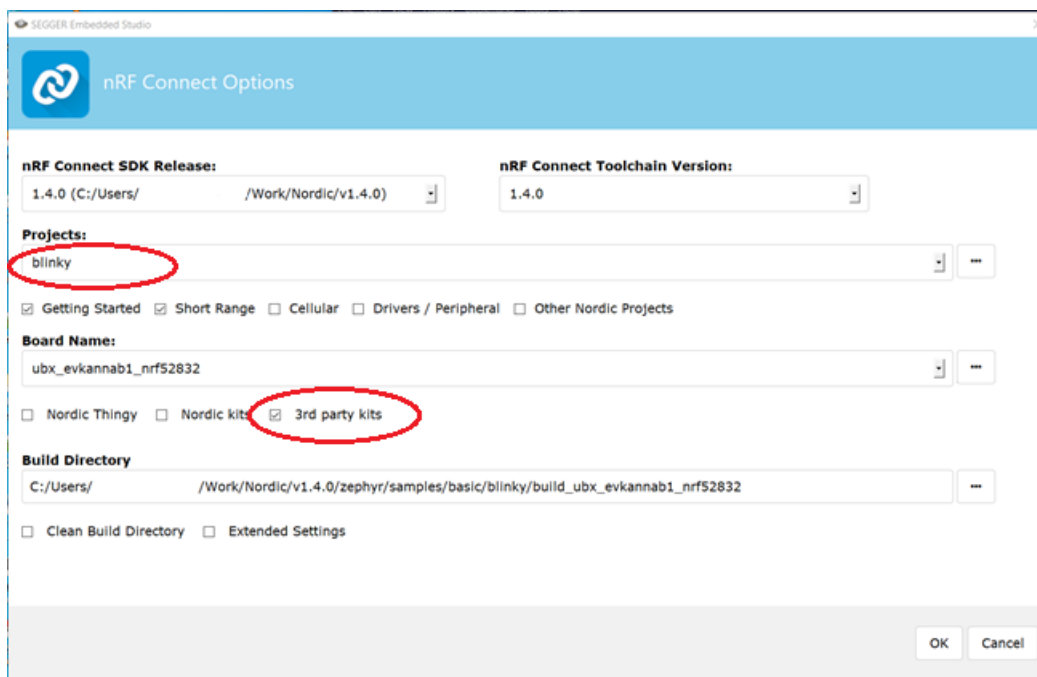 SEGGER Embedded Studio
nRF Connect Options
nRF Connect SDK Release: nRF Connect Toolchain Version:
1.4.0 (C:/Users/ /Work/Nordic/v1.4.0) 1.4.0
Projects:
blinky ...
Getting Started Short Range Cellular Drivers / Peripheral Other Nordic Projects
Board Name:
ubx_evkannab1_nrf52832 ...
Nordic Thingy Nordic kits 3rd party kits
Build Directory
C:/Users/ /Work/Nordic/v1.4.0/zephyr/samples/basic/blinky/build_ubx_evkannab1_nrf52832 ...
Clean Build Directory Extended Settings
OK Cancel